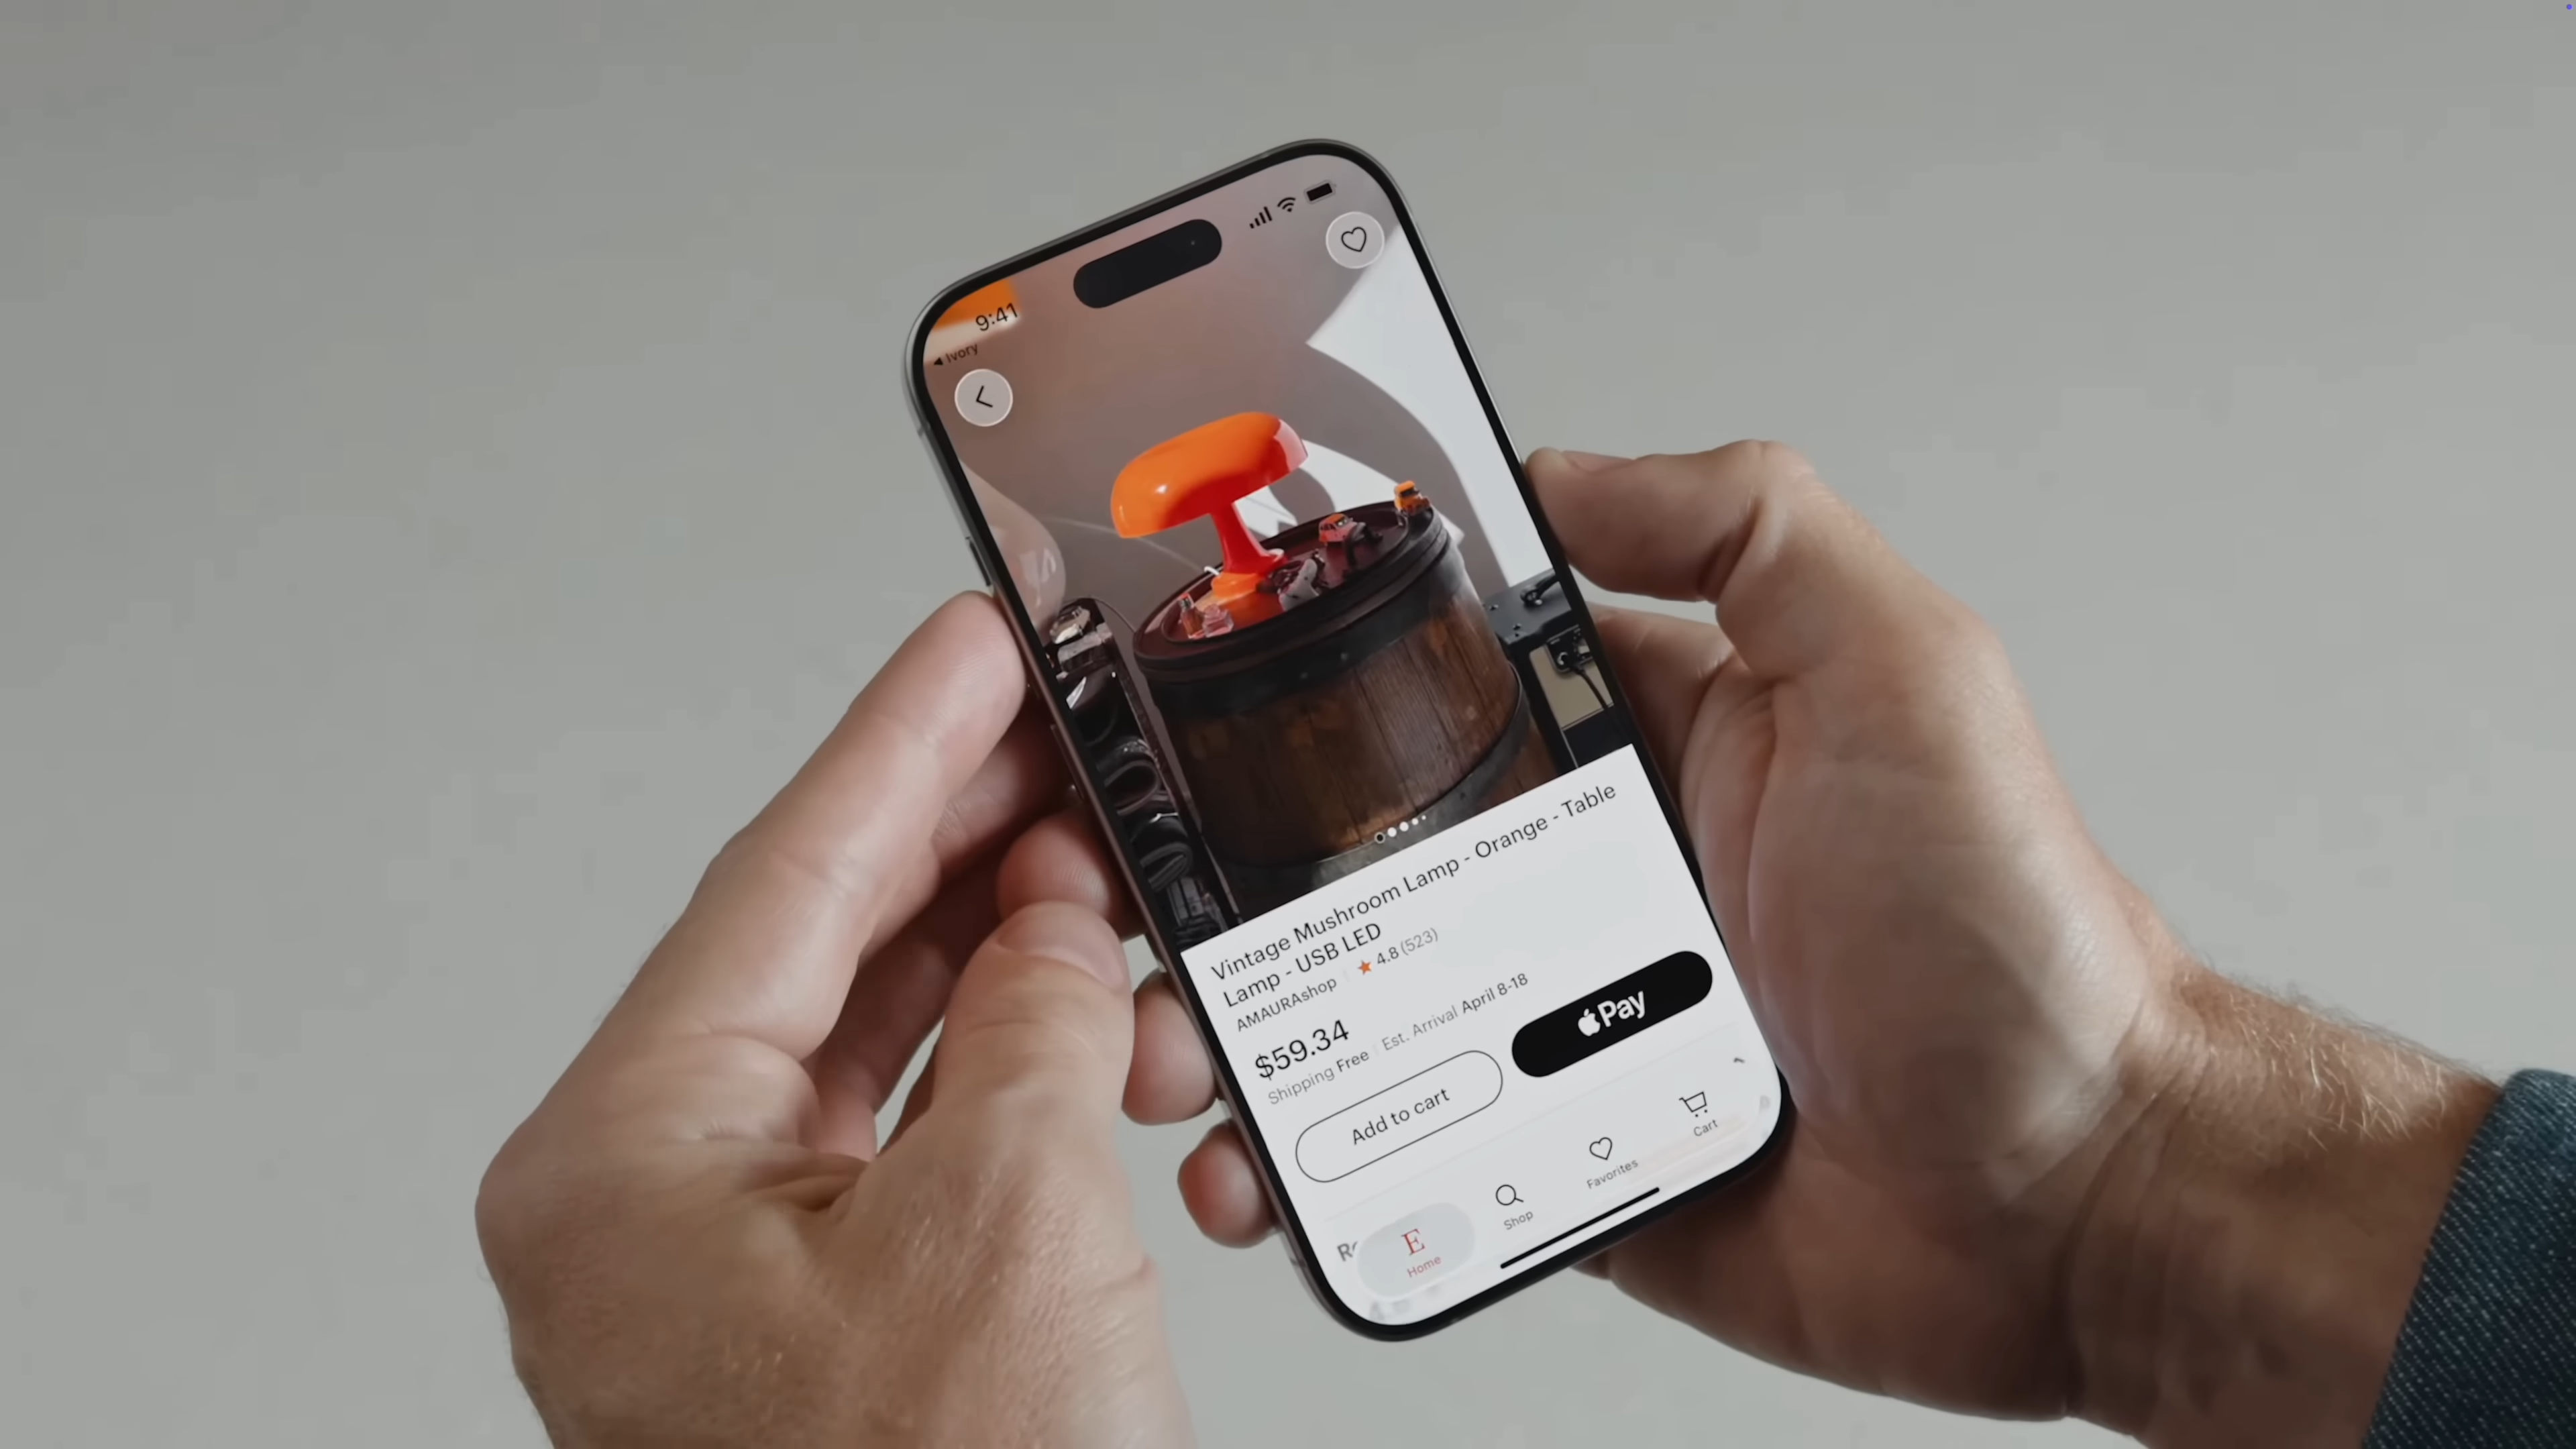 9:41
◀ Ivory
Vintage Mushroom Lamp - Orange - Table
Lamp - USB LED
AMAURAshop ★ 4.8 (523)
$59.34
Shipping Free Est. Arrival April 8-18
Add to cart
Pay
E
Home
Shop
Favorites
Cart